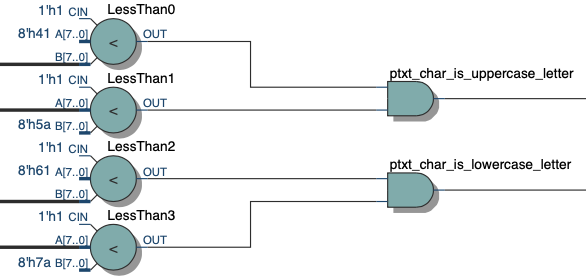 LessThan0
1'h1 CIN
8'h41 A[7..0]
<
OUT
B[7..0]
ptxt_char_is_uppercase_letter
LessThan1
1'h1 CIN
A[7..0]
<
OUT
8'h5a B[7..0]
LessThan2
1'h1 CIN
8'h61 A[7..0]
<
OUT
B[7..0]
ptxt_char_is_lowercase_letter
LessThan3
1'h1 CIN
A[7..0]
<
OUT
8'h7a B[7..0]